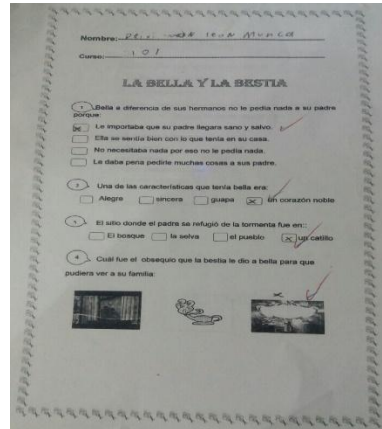 Nombre: LEON MUNCA
Curso: 101
LA BELLA Y LA BESTIA
1 Bella a diferencia de sus hermanos no le pedía nada a su padre
porque:
Le importaba que su padre llegara sano y salvo.
Ella se sentía bien con lo que tenía en su casa.
No necesitaba nada por eso no le pedía nada.
La daba pena pedirle muchas cosas a sus padre.
2. Una de las características que tenía bella era:
Alegre sincera guapa un corazón noble
3. El sitio donde el padre se refugió de la tormenta fue en::
El bosque la selva el pueblo un catillo
4. Cuál fue el obsequio que la bestia le dio a bella para que
pudiera ver a su familia: